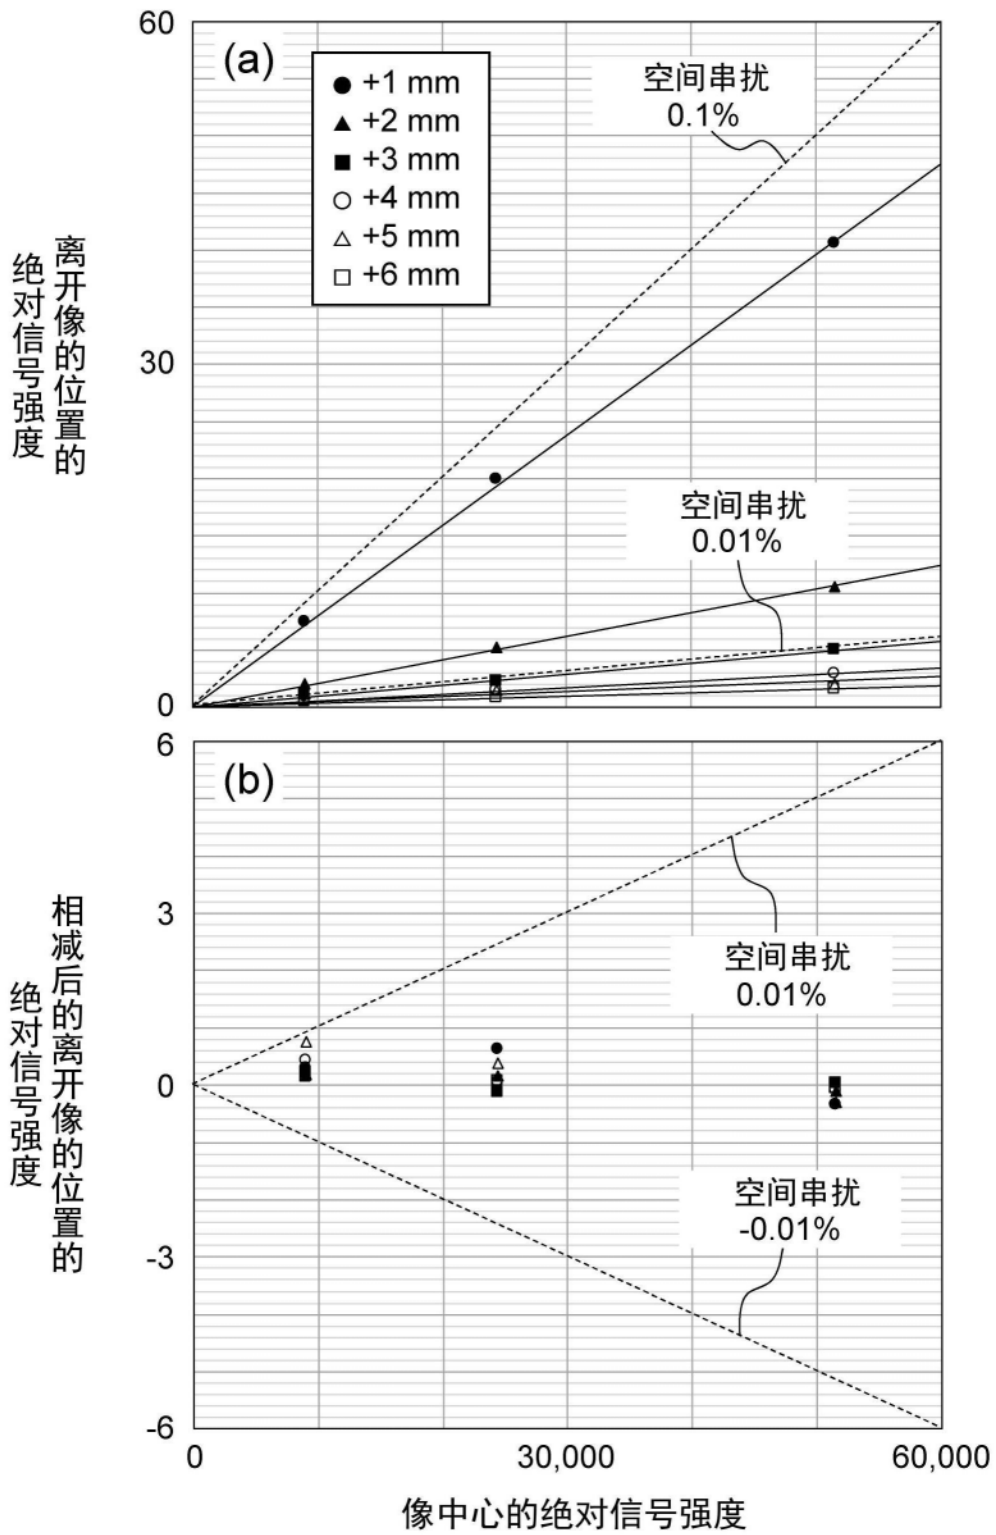 (a)
60
30
0
+1 mm
+2 mm
+3 mm
+4 mm
+5 mm
+6 mm
空间串扰
0.1%
空间串扰
0.01%
离开像的位置的
绝对信号强度
(b)
6
3
0
-3
-6
空间串扰
0.01%
空间串扰
-0.01%
相减后的离开像的位置的
绝对信号强度
0
30,000
60,000
像中心的绝对信号强度